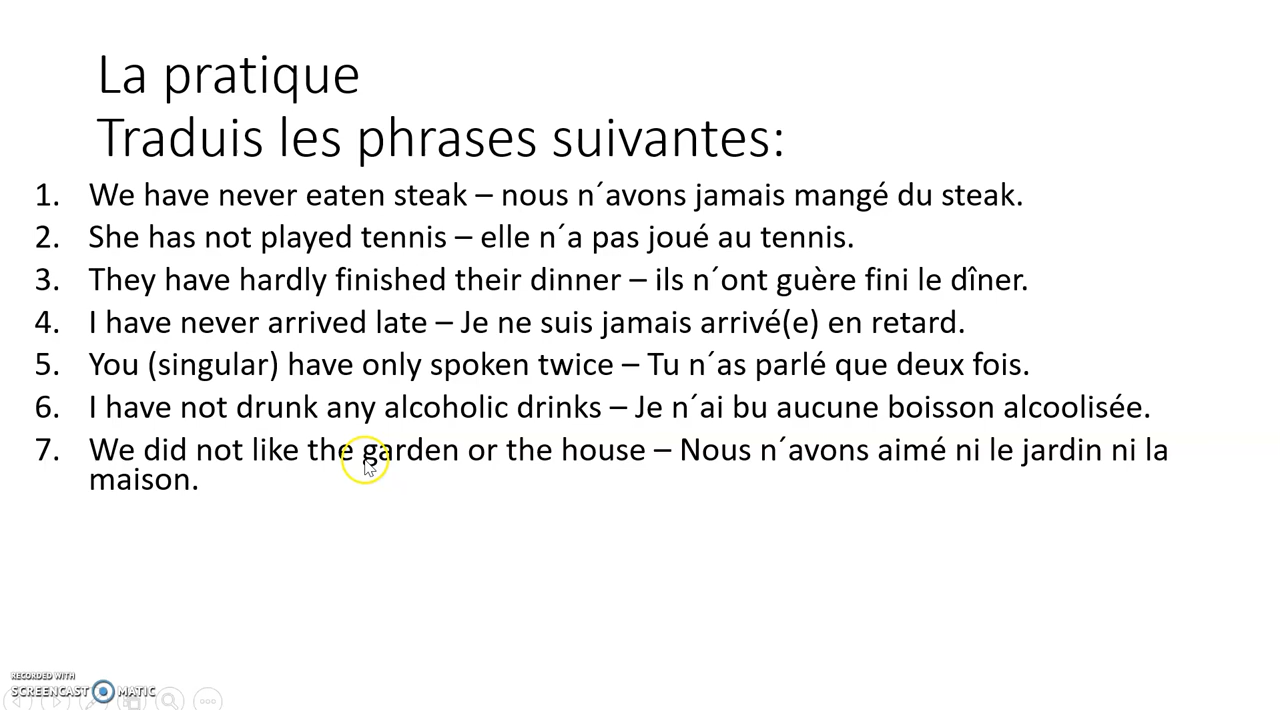 La pratique
Traduis les phrases suivantes:
1. We have never eaten steak – nous n´avons jamais mangé du steak.
2. She has not played tennis – elle n´a pas joué au tennis.
3. They have hardly finished their dinner – ils n´ont guère fini le dîner.
4. I have never arrived late – Je ne suis jamais arrivé(e) en retard.
5. You (singular) have only spoken twice – Tu n´as parlé que deux fois.
6. I have not drunk any alcoholic drinks – Je n´ai bu aucune boisson alcoolisée.
7. We did not like the garden or the house – Nous n´avons aimé ni le jardin ni la
maison.
RECORDED WITH
SCREENCAST MATIC